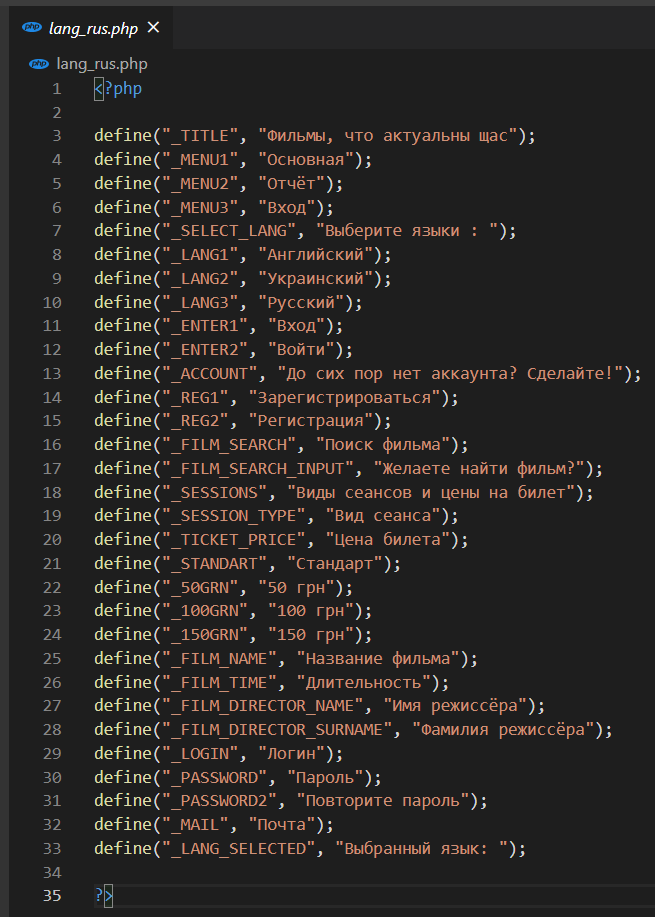 lang_rus.php
lang_rus.php
1 <?php
2
3 define("_TITLE", "Фильмы, что актуальны щас");
4 define("_MENU1", "Основная");
5 define("_MENU2", "Отчёт");
6 define("_MENU3", "Вход");
7 define("_SELECT_LANG", "Выберите языки : ");
8 define("_LANG1", "Английский");
9 define("_LANG2", "Украинский");
10 define("_LANG3", "Русский");
11 define("_ENTER1", "Вход");
12 define("_ENTER2", "Войти");
13 define("_ACCOUNT", "До сих пор нет аккаунта? Сделайте!");
14 define("_REG1", "Зарегистрироваться");
15 define("_REG2", "Регистрация");
16 define("_FILM_SEARCH", "Поиск фильма");
17 define("_FILM_SEARCH_INPUT", "Желаете найти фильм?");
18 define("_SESSIONS", "Виды сеансов и цены на билет");
19 define("_SESSION_TYPE", "Вид сеанса");
20 define("_TICKET_PRICE", "Цена билета");
21 define("_STANDART", "Стандарт");
22 define("_50GRN", "50 грн");
23 define("_100GRN", "100 грн");
24 define("_150GRN", "150 грн");
25 define("_FILM_NAME", "Название фильма");
26 define("_FILM_TIME", "Длительность");
27 define("_FILM_DIRECTOR_NAME", "Имя режиссёра");
28 define("_FILM_DIRECTOR_SURNAME", "Фамилия режиссёра");
29 define("_LOGIN", "Логин");
30 define("_PASSWORD", "Пароль");
31 define("_PASSWORD2", "Повторите пароль");
32 define("_MAIL", "Почта");
33 define("_LANG_SELECTED", "Выбранный язык: ");
34
35 ?>